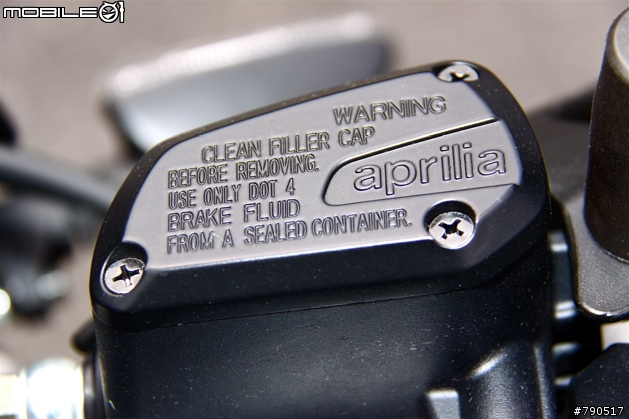 MOBILE01
WARNING
CLEAN FILLER CAP
BEFORE REMOVING.
USE ONLY DOT 4
BRAKE FLUID
FROM A SEALED CONTAINER.
aprilia
#790517